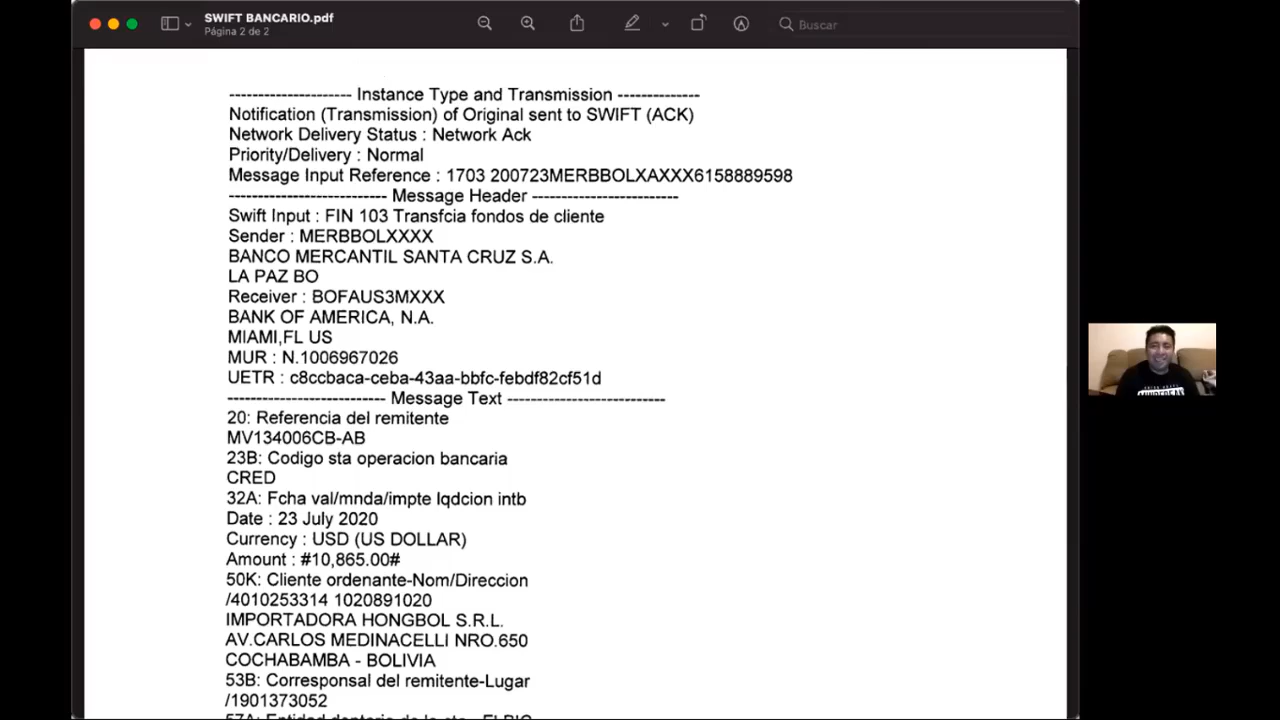 SWIFT BANCARIO.pdf
Página 2 de 2
Buscar
--------------------- Instance Type and Transmission --------------
Notification (Transmission) of Original sent to SWIFT (ACK)
Network Delivery Status : Network Ack
Priority/Delivery : Normal
Message Input Reference : 1703 200723MERBBOLXAXXX6158889598
--------------------------- Message Header -------------------------
Swift Input : FIN 103 Transfcia fondos de cliente
Sender : MERBBOLXXXX
BANCO MERCANTIL SANTA CRUZ S.A.
LA PAZ BO
Receiver : BOFAUS3MXXX
BANK OF AMERICA, N.A.
MIAMI,FL US
MUR : N.1006967026
UETR : c8ccbaca-ceba-43aa-bbfc-febdf82cf51d
--------------------------- Message Text ---------------------------
20: Referencia del remitente
MV134006CB-AB
23B: Codigo sta operacion bancaria
CRED
32A: Fcha val/mnda/impte lqdcion intb
Date : 23 July 2020
Currency : USD (US DOLLAR)
Amount : #10,865.00#
50K: Cliente ordenante-Nom/Direccion
/4010253314 1020891020
IMPORTADORA HONGBOL S.R.L.
AV.CARLOS MEDINACELLI NRO.650
COCHABAMBA - BOLIVIA
53B: Corresponsal del remitente-Lugar
/1901373052